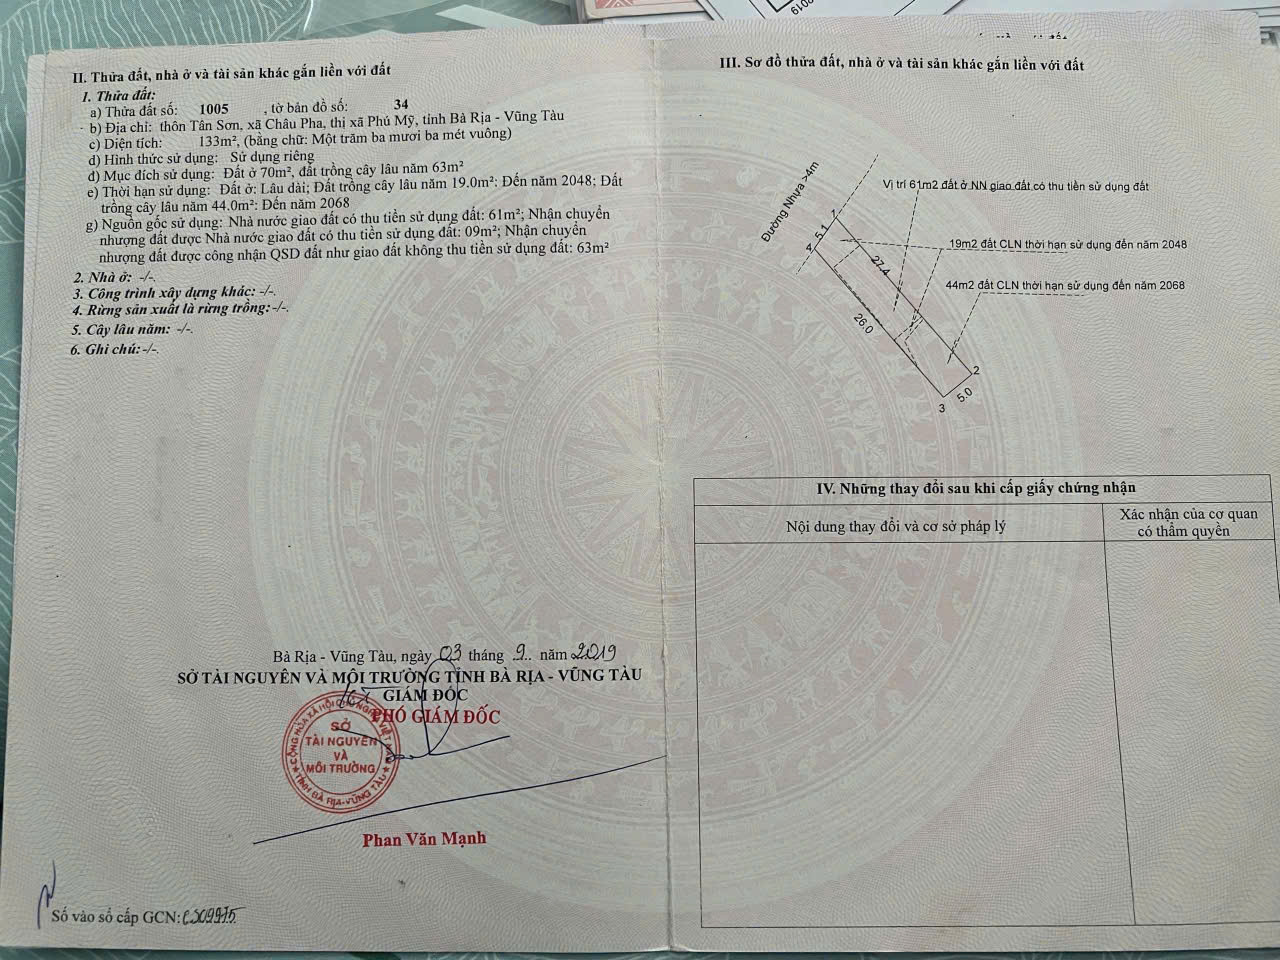 II. Thửa đất, nhà ở và tài sản khác gắn liền với đất
1. Thửa đất:
a) Thửa đất số: 1005 , tờ bản đồ số: 34
b) Địa chỉ: thôn Tân Sơn, xã Châu Pha, thị xã Phú Mỹ, tỉnh Bà Rịa - Vũng Tàu
c) Diện tích: 133m², (bằng chữ: Một trăm ba mươi ba mét vuông)
d) Hình thức sử dụng: Sử dụng riêng
đ) Mục đích sử dụng: Đất ở 70m², đất trồng cây lâu năm 63m²
e) Thời hạn sử dụng: Đất ở: Lâu dài; Đất trồng cây lâu năm 19.0m²: Đến năm 2048; Đất
trồng cây lâu năm 44.0m²: Đến năm 2068
g) Nguồn gốc sử dụng: Nhà nước giao đất có thu tiền sử dụng đất: 61m²; Nhận chuyển
nhượng đất được Nhà nước giao đất có thu tiền sử dụng đất: 09m²; Nhận chuyển
nhượng đất được công nhận QSD đất như giao đất không thu tiền sử dụng đất: 63m²
2. Nhà ở: -/-.
3. Công trình xây dựng khác: -/-.
4. Rừng sản xuất là rừng trồng: -/-.
5. Cây lâu năm: -/-.
6. Ghi chú: -/-.
Bà Rịa - Vũng Tàu, ngày 03 tháng 9 năm 2019
SỞ TÀI NGUYÊN VÀ MÔI TRƯỜNG TỈNH BÀ RỊA - VŨNG TÀU
GIÁM ĐỐC
PHÓ GIÁM ĐỐC
SỞ
TÀI NGUYÊN
VÀ
MÔI TRƯỜNG
TỈNH BÀ RỊA-VŨNG TÀU
Phan Văn Mạnh
Số vào sổ cấp GCN: CS09975
III. Sơ đồ thửa đất, nhà ở và tài sản khác gắn liền với đất
Đường Nhựa >4m
Vị trí 61m2 đất ở NN giao đất có thu tiền sử dụng đất
19m2 đất CLN thời hạn sử dụng đến năm 2048
44m2 đất CLN thời hạn sử dụng đến năm 2068
1
5.1
4
27.4
26.0
2
5.0
3
IV. Những thay đổi sau khi cấp giấy chứng nhận
Nội dung thay đổi và cơ sở pháp lý
Xác nhận của cơ quan
có thẩm quyền